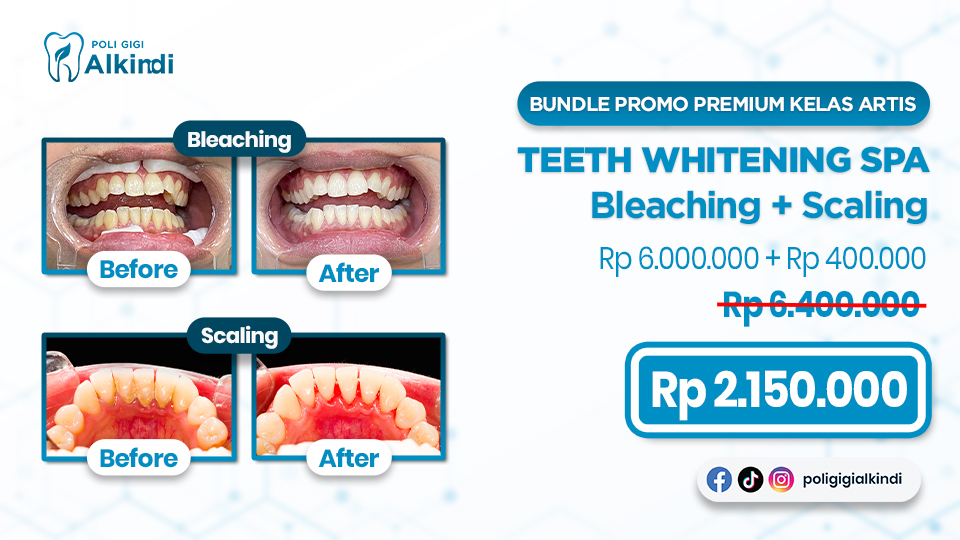 POLI GIGI
Alkindi
Bleaching
Before
After
Scaling
Before
After
BUNDLE PROMO PREMIUM KELAS ARTIS
TEETH WHITENING SPA
Bleaching + Scaling
Rp 6.000.000 + Rp 400.000
Rp 6.400.000
Rp 2.150.000
poligigialkindi